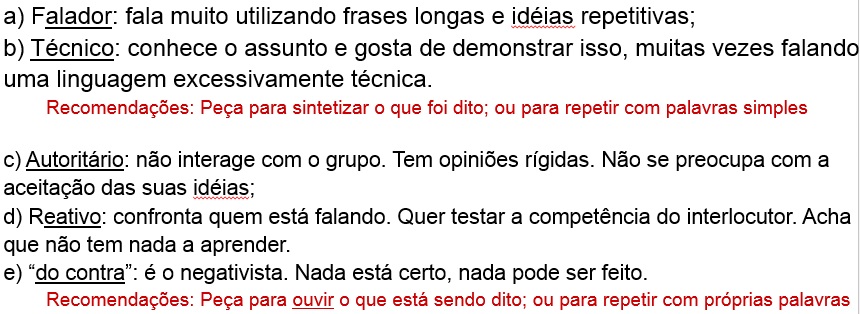 a) Falador: fala muito utilizando frases longas e idéias repetitivas;
b) Técnico: conhece o assunto e gosta de demonstrar isso, muitas vezes falando
uma linguagem excessivamente técnica.
Recomendações: Peça para sintetizar o que foi dito; ou para repetir com palavras simples
c) Autoritário: não interage com o grupo. Tem opiniões rígidas. Não se preocupa com a
aceitação das suas idéias;
d) Reativo: confronta quem está falando. Quer testar a competência do interlocutor. Acha
que não tem nada a aprender.
e) “do contra”: é o negativista. Nada está certo, nada pode ser feito.
Recomendações: Peça para ouvir o que está sendo dito; ou para repetir com próprias palavras